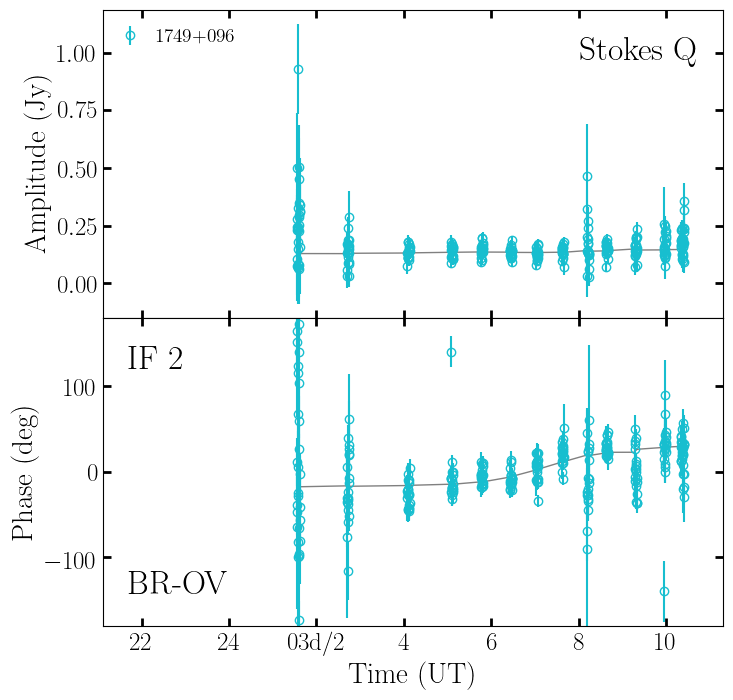 1749+096
Stokes Q
1.00
0.75
0.50
0.25
0.00
Amplitude (Jy)
IF 2
100
0
−100
Phase (deg)
BR-OV
22 24 03d/2 4 6 8 10
Time (UT)